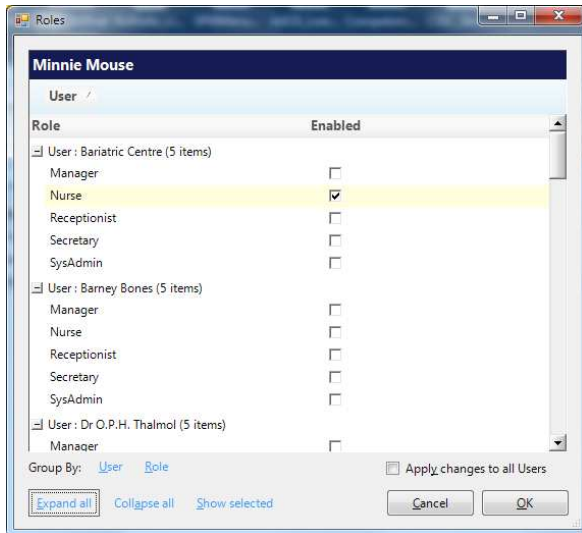 Roles
Minnie Mouse
User
Role Enabled
User : Bariatric Centre (5 items)
Manager
Nurse
Receptionist
Secretary
SysAdmin
User : Barney Bones (5 items)
Manager
Nurse
Receptionist
Secretary
SysAdmin
User : Dr O.P.H. Thalmol (5 items)
Manager
Group By: User Role Apply changes to all Users
Expand all Collapse all Show selected Cancel OK